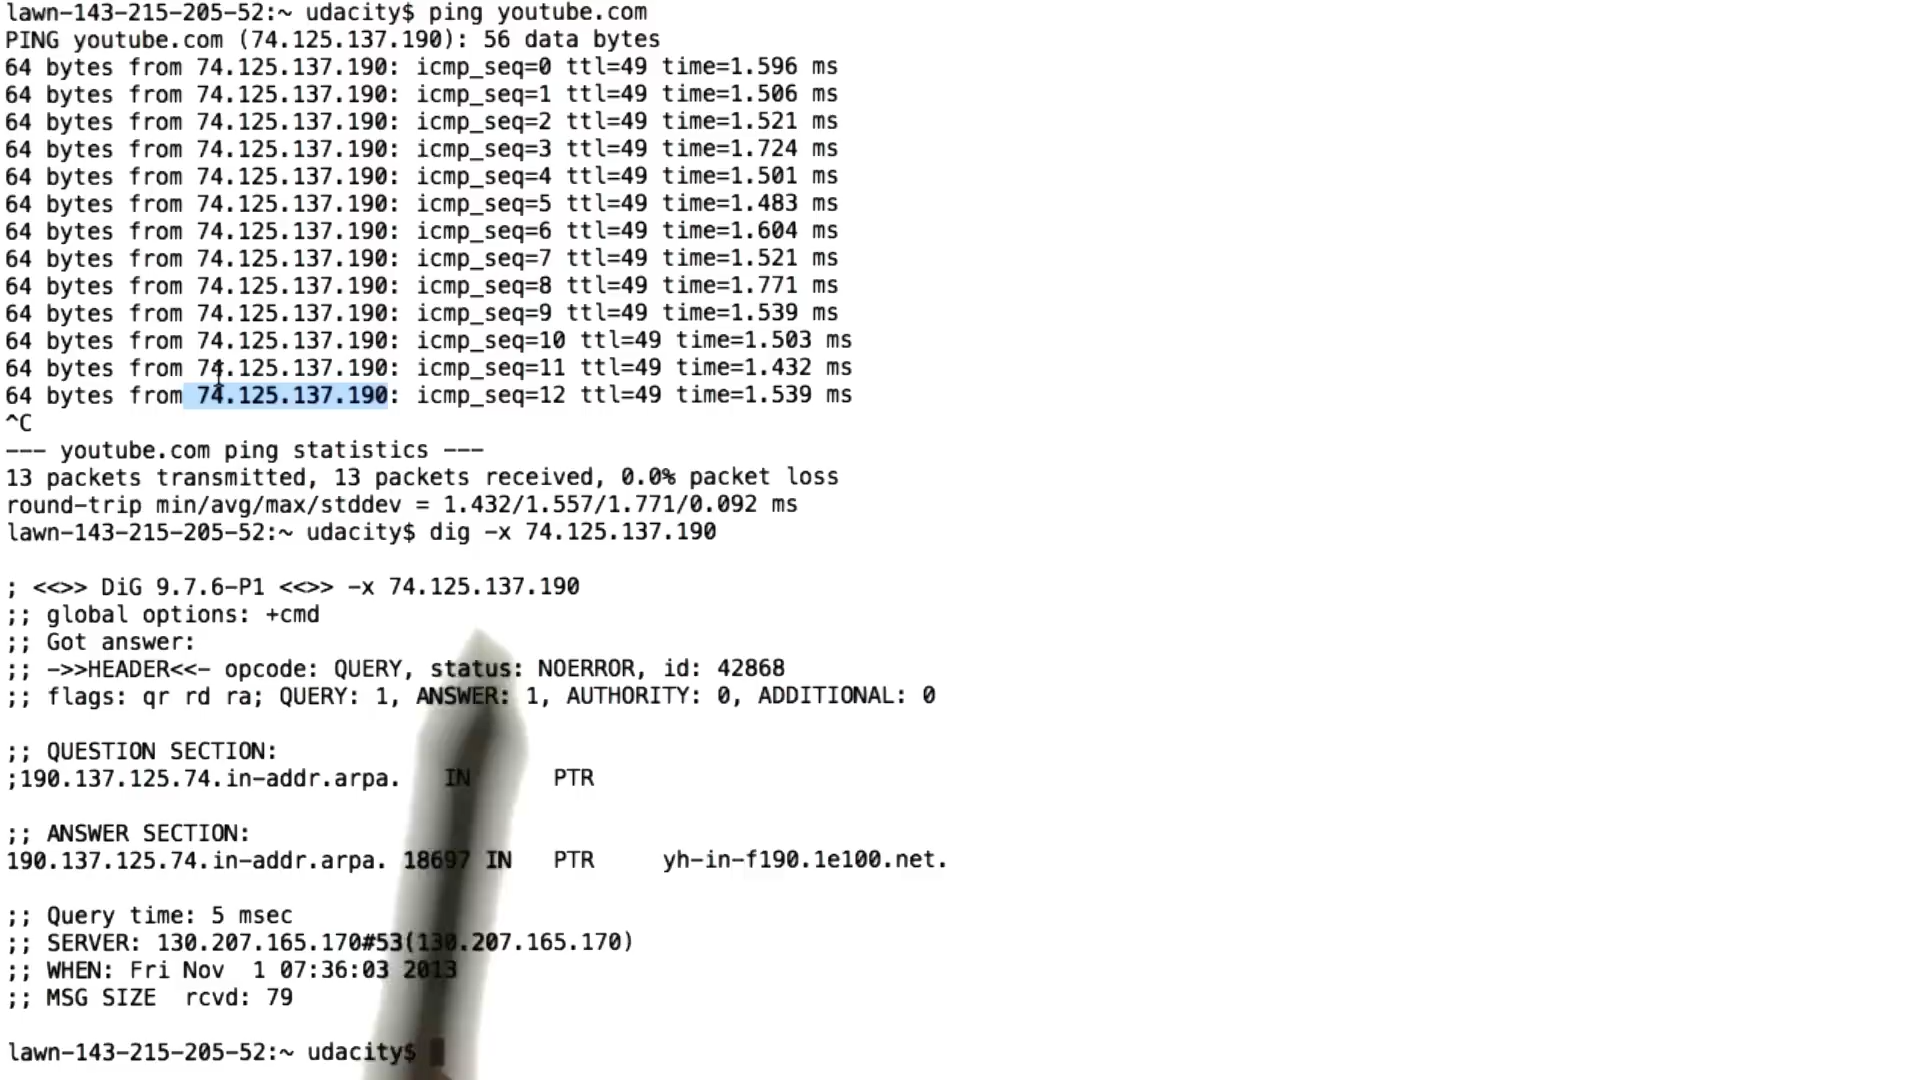 lawn-143-215-205-52:~ udacity$ ping youtube.com
PING youtube.com (74.125.137.190): 56 data bytes
64 bytes from 74.125.137.190: icmp_seq=0 ttl=49 time=1.596 ms
64 bytes from 74.125.137.190: icmp_seq=1 ttl=49 time=1.506 ms
64 bytes from 74.125.137.190: icmp_seq=2 ttl=49 time=1.521 ms
64 bytes from 74.125.137.190: icmp_seq=3 ttl=49 time=1.724 ms
64 bytes from 74.125.137.190: icmp_seq=4 ttl=49 time=1.501 ms
64 bytes from 74.125.137.190: icmp_seq=5 ttl=49 time=1.483 ms
64 bytes from 74.125.137.190: icmp_seq=6 ttl=49 time=1.604 ms
64 bytes from 74.125.137.190: icmp_seq=7 ttl=49 time=1.521 ms
64 bytes from 74.125.137.190: icmp_seq=8 ttl=49 time=1.771 ms
64 bytes from 74.125.137.190: icmp_seq=9 ttl=49 time=1.539 ms
64 bytes from 74.125.137.190: icmp_seq=10 ttl=49 time=1.503 ms
64 bytes from 74.125.137.190: icmp_seq=11 ttl=49 time=1.432 ms
64 bytes from 74.125.137.190: icmp_seq=12 ttl=49 time=1.539 ms
^C
--- youtube.com ping statistics ---
13 packets transmitted, 13 packets received, 0.0% packet loss
round-trip min/avg/max/stddev = 1.432/1.557/1.771/0.092 ms
lawn-143-215-205-52:~ udacity$ dig -x 74.125.137.190
; <<>> DiG 9.7.6-P1 <<>> -x 74.125.137.190
;; global options: +cmd
;; Got answer:
;; ->>HEADER<<- opcode: QUERY, status: NOERROR, id: 42868
;; flags: qr rd ra; QUERY: 1, ANSWER: 1, AUTHORITY: 0, ADDITIONAL: 0
;; QUESTION SECTION:
;190.137.125.74.in-addr.arpa. IN PTR
;; ANSWER SECTION:
190.137.125.74.in-addr.arpa. 18697 IN PTR yh-in-f190.1e100.net.
;; Query time: 5 msec
;; SERVER: 130.207.165.170#53(130.207.165.170)
;; WHEN: Fri Nov 1 07:36:03 2013
;; MSG SIZE rcvd: 79
lawn-143-215-205-52:~ udacity$